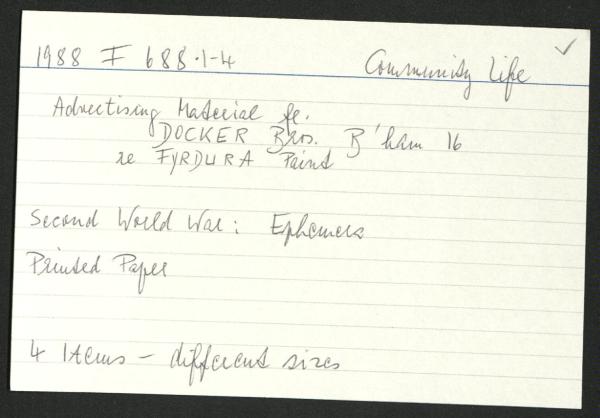 1988 F 688.1-4 Community Life ✓
Advertising Material fr.
DOCKER Bros. B'ham 16
re FYRDURA Paint
Second World War: Ephemera
Printed Paper
4 Items - different sizes